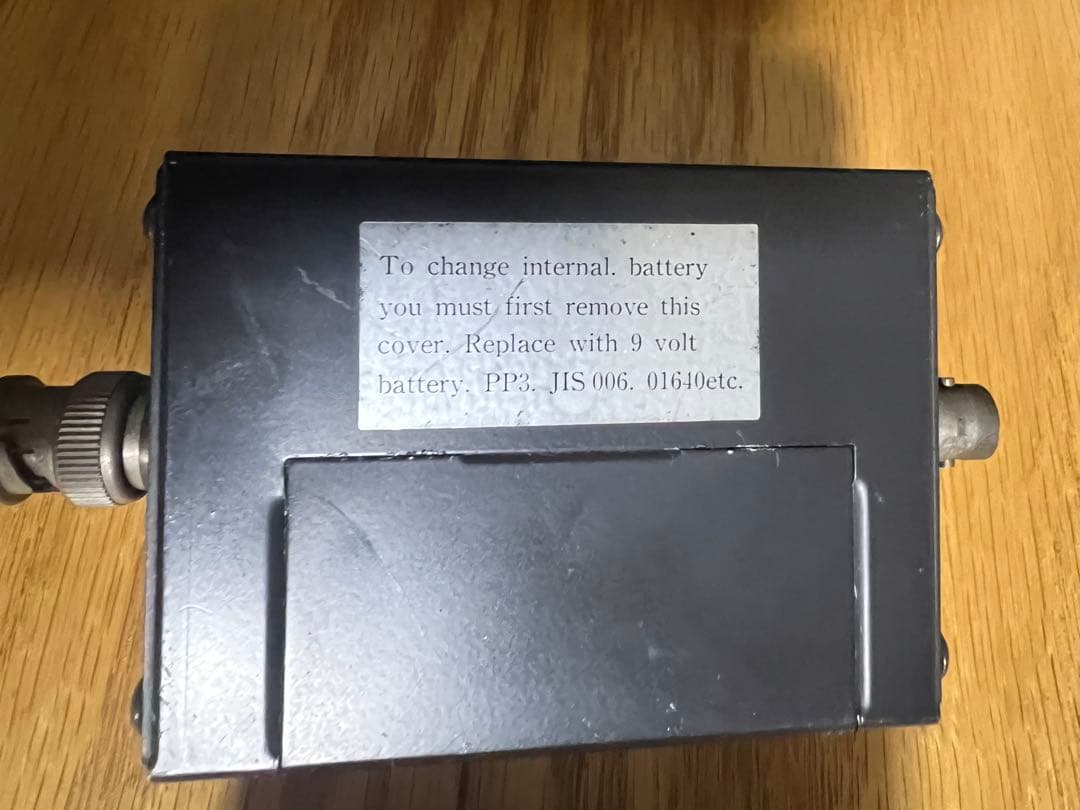 To change internal. battery
you must first remove this
cover. Replace with 9 volt
battery. PP3. JIS 006. 01640etc.